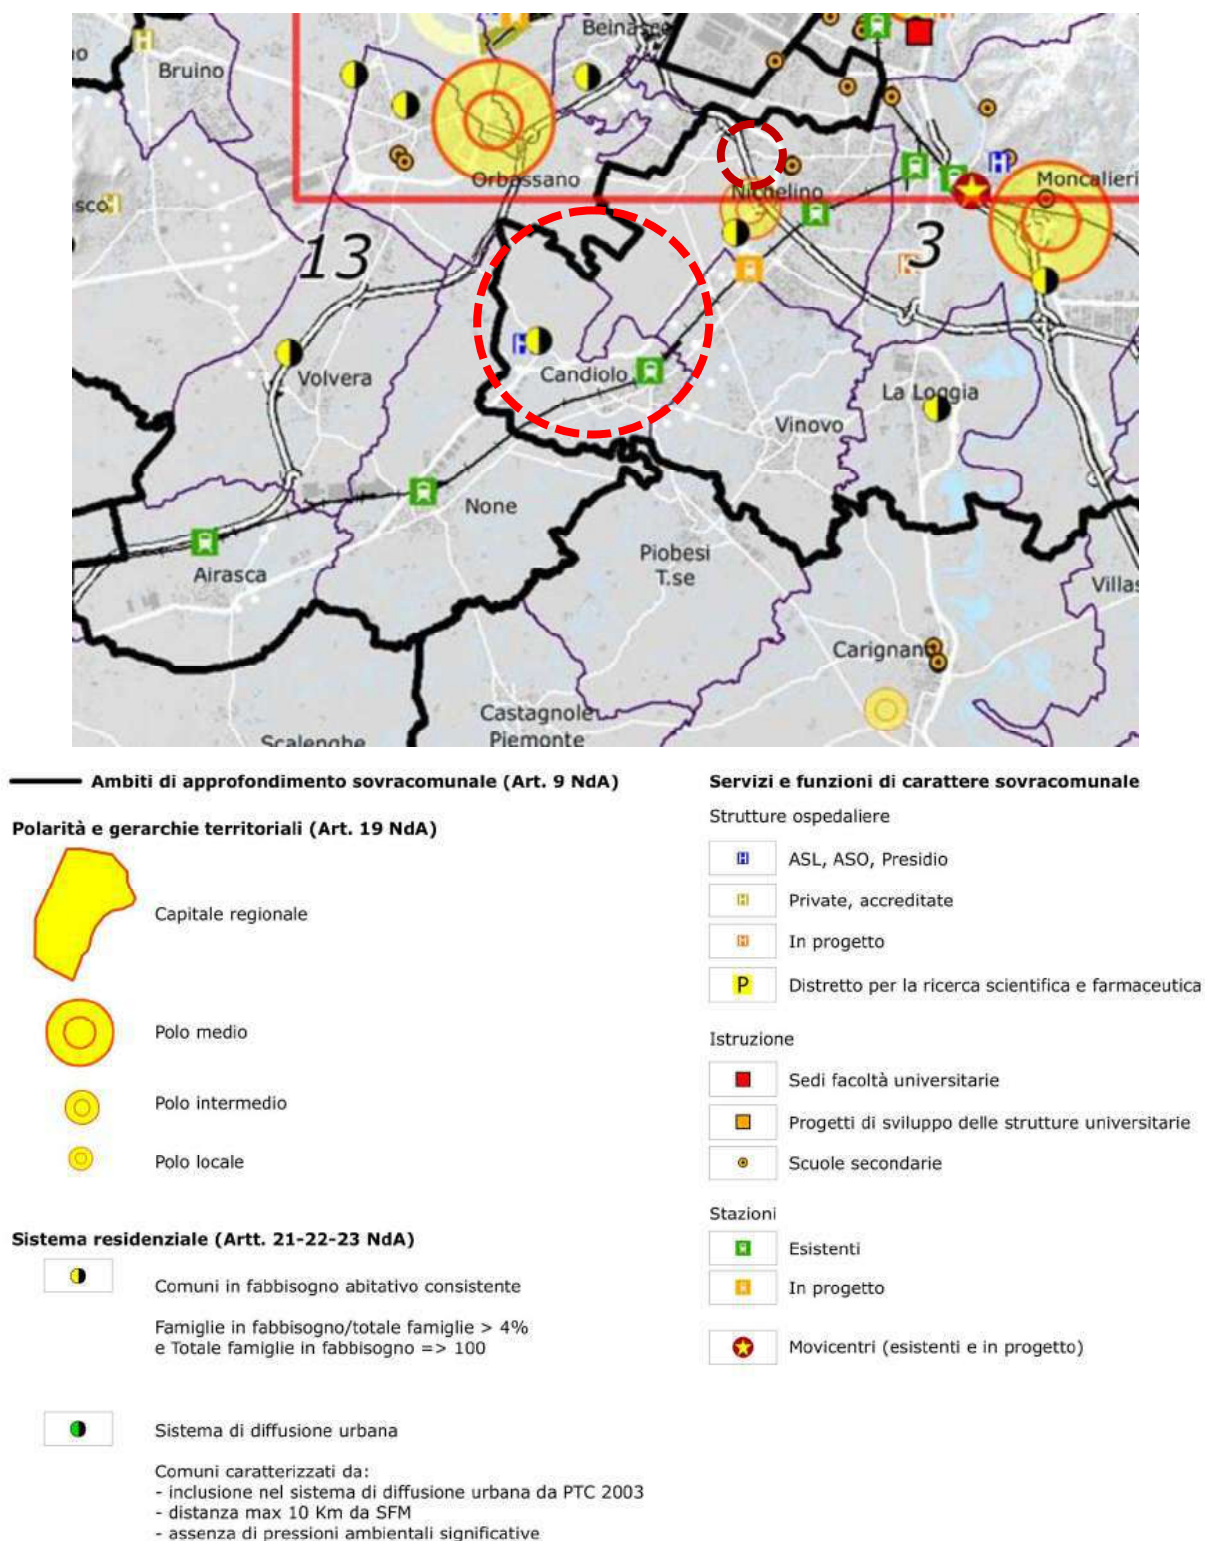 Beinasco
Bruino
Orbassano
Nichelino
Moncalieri
sco
13
3
Volvera
Candiolo
La Loggia
Vinovo
None
Airasca
Piobesi
T.se
Villas
Carignano
Castagnole
Piemonte
Scalenghe
Ambiti di approfondimento sovracomunale (Art. 9 NdA)
Polarità e gerarchie territoriali (Art. 19 NdA)
Capitale regionale
Polo medio
Polo intermedio
Polo locale
Sistema residenziale (Artt. 21-22-23 NdA)
Comuni in fabbisogno abitativo consistente
Famiglie in fabbisogno/totale famiglie > 4%
e Totale famiglie in fabbisogno => 100
Sistema di diffusione urbana
Comuni caratterizzati da:
- inclusione nel sistema di diffusione urbana da PTC 2003
- distanza max 10 Km da SFM
- assenza di pressioni ambientali significative
Servizi e funzioni di carattere sovracomunale
Strutture ospedaliere
H ASL, ASO, Presidio
H Private, accreditate
H In progetto
P Distretto per la ricerca scientifica e farmaceutica
Istruzione
Sedi facoltà universitarie
Progetti di sviluppo delle strutture universitarie
Scuole secondarie
Stazioni
Esistenti
In progetto
Movicentri (esistenti e in progetto)